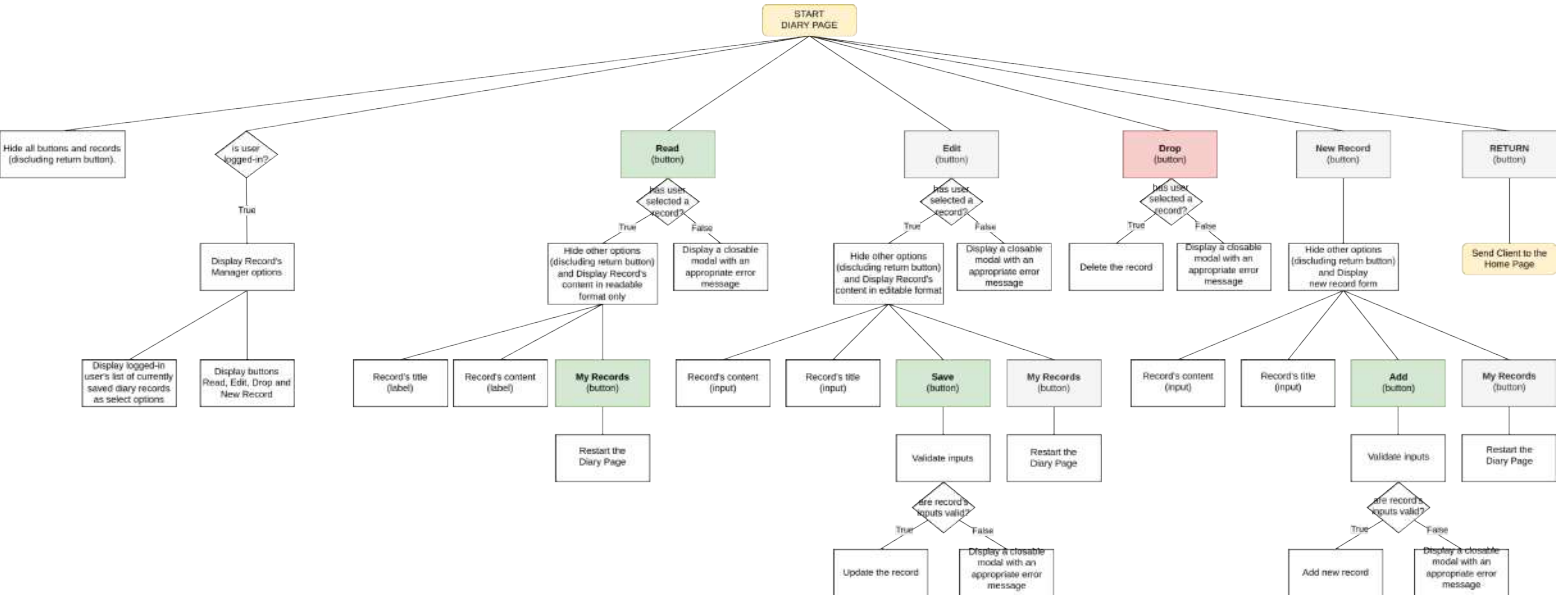 START
DIARY PAGE
Hide all buttons and records
(discluding return button).
is user
logged-in?
True
Display Record's
Manager options
Display logged-in
user's list of currently
saved diary records
as select options
Display buttons
Read, Edit, Drop and
New Record
Read
(button)
has user
selected a
record?
True
False
Hide other options
(discluding return button)
and Display Record's
content in readable
format only
Display a closable
modal with an
appropriate error
message
Record's title
(label)
Record's content
(label)
My Records
(button)
Restart the
Diary Page
Edit
(button)
has user
selected a
record?
True
False
Hide other options
(discluding return button)
and Display Record's
content in editable format
Display a closable
modal with an
appropriate error
message
Record's content
(input)
Record's title
(input)
Save
(button)
My Records
(button)
Validate inputs
Restart the
Diary Page
are record's
inputs valid?
True
False
Update the record
Display a closable
modal with an
appropriate error
message
Drop
(button)
has user
selected a
record?
True
False
Delete the record
Display a closable
modal with an
appropriate error
message
New Record
(button)
Hide other options
(discluding return button)
and Display
new record form
Record's content
(input)
Record's title
(input)
Add
(button)
My Records
(button)
Validate inputs
Restart the
Diary Page
are record's
inputs valid?
True
False
Add new record
Display a closable
modal with an
appropriate error
message
RETURN
(button)
Send Client to the
Home Page